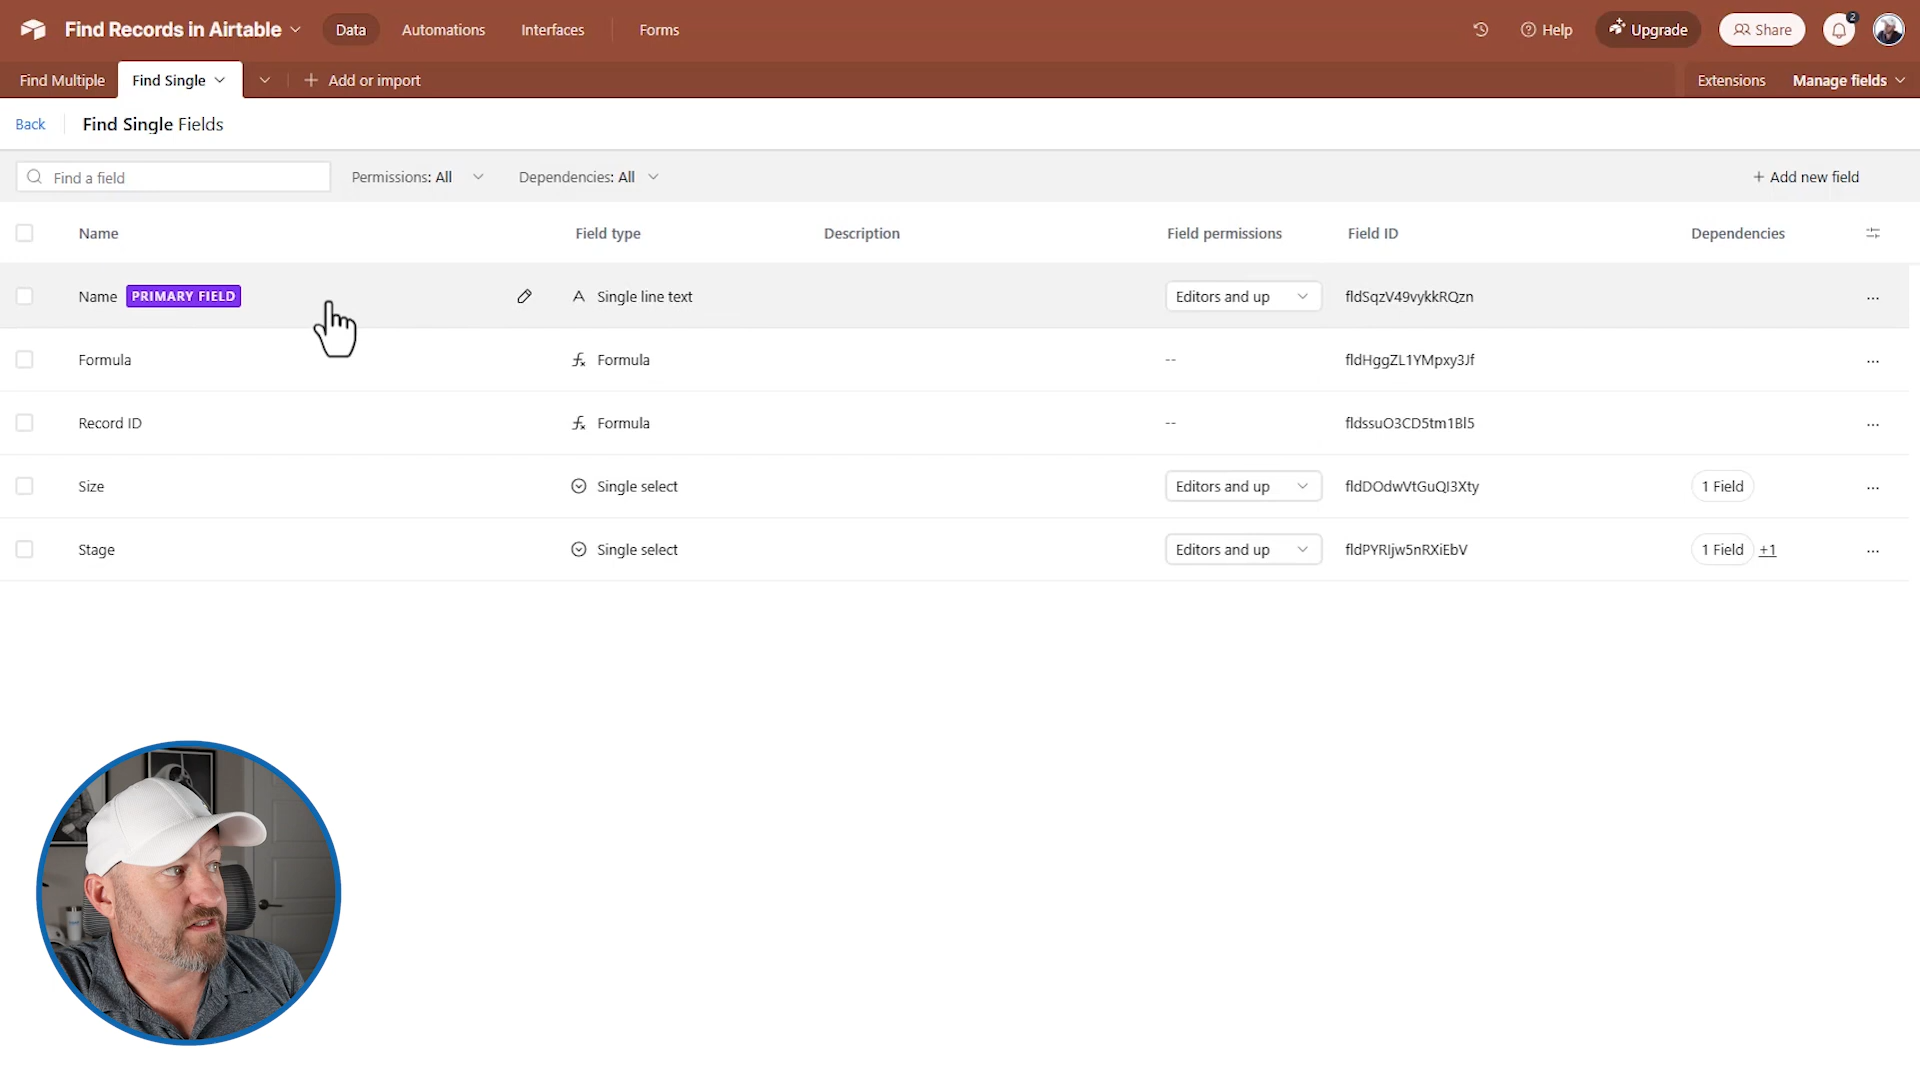 Find Records in Airtable Data Automations Interfaces Forms Help Upgrade Share 2
Find Multiple Find Single + Add or import Extensions Manage fields
Back Find Single Fields
Find a field Permissions: All Dependencies: All + Add new field
Name Field type Description Field permissions Field ID Dependencies
Name PRIMARY FIELD A Single line text Editors and up fldSqzV49vykkRQzn ...
Formula fx Formula -- fldHggZL1YMpxy3Jf ...
Record ID fx Formula -- fldssuO3CD5tm1Bl5 ...
Size Single select Editors and up fldDOdwVtGuQI3Xty 1 Field ...
Stage Single select Editors and up fldPYRIjw5nRXiEbV 1 Field +1 ...